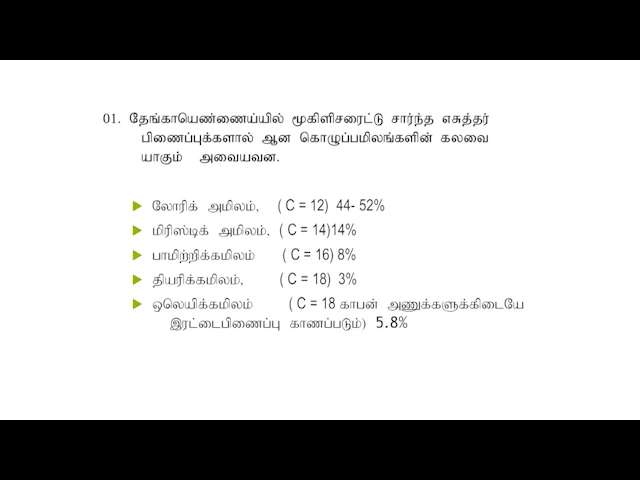 01. தேங்காயெண்ணைய்யில் மூகிளிசரைட்டு சார்ந்த எசுத்தர்
பிணைப்புக்களால் ஆன கொழுப்பமிலங்களின் கலவை
யாகும் அவையவன.
லோரிக் அமிலம், ( C = 12) 44- 52%
மிரிஸ்டிக் அமிலம், ( C = 14)14%
பாமிற்றிக்கமிலம் ( C = 16) 8%
தியரிக்கமிலம், ( C = 18) 3%
ஒலெயிக்கமிலம் ( C = 18 காபன் அணுக்களுக்கிடையே
இரட்டைபிணைப்பு காணப்படும்) 5.8%